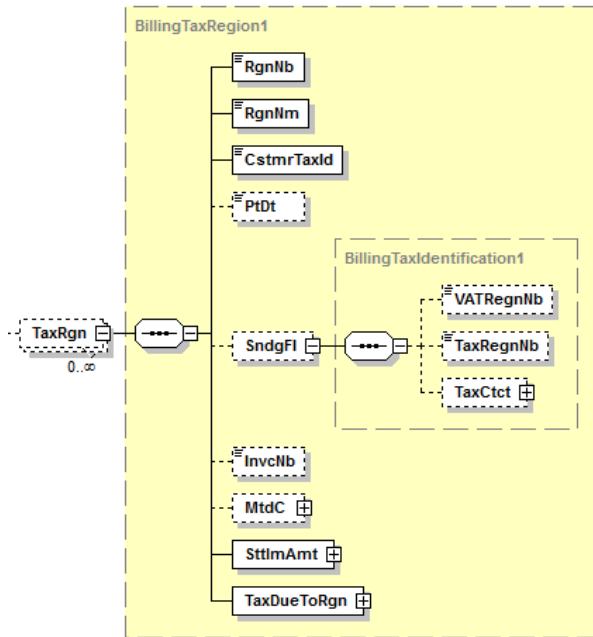 BillingTaxRegion1
RgnNb
RgnNm
CstmrTaxId
PtDt
BillingTaxIdentification1
VATRegnNb
TaxRgn
SndgFI
TaxRegnNb
0..∞
TaxCtct
InvcNb
MtdC
SttlmAmt
TaxDueToRgn